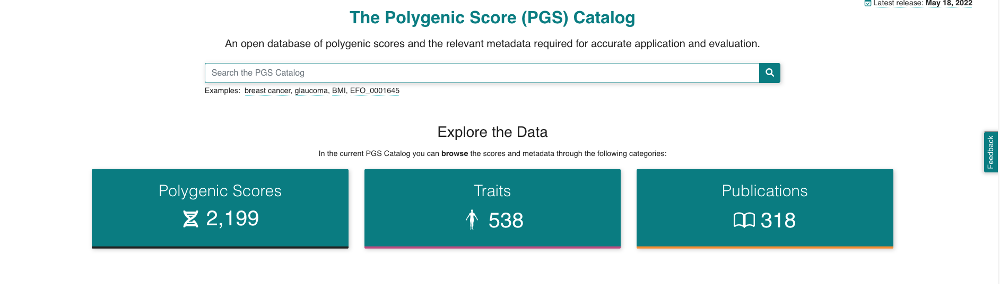 Latest release: May 18, 2022
The Polygenic Score (PGS) Catalog
An open database of polygenic scores and the relevant metadata required for accurate application and evaluation.
Search the PGS Catalog
Examples: breast cancer, glaucoma, BMI, EFO_0001645
Explore the Data
In the current PGS Catalog you can browse the scores and metadata through the following categories:
Feedback
Polygenic Scores
2,199
Traits
538
Publications
318